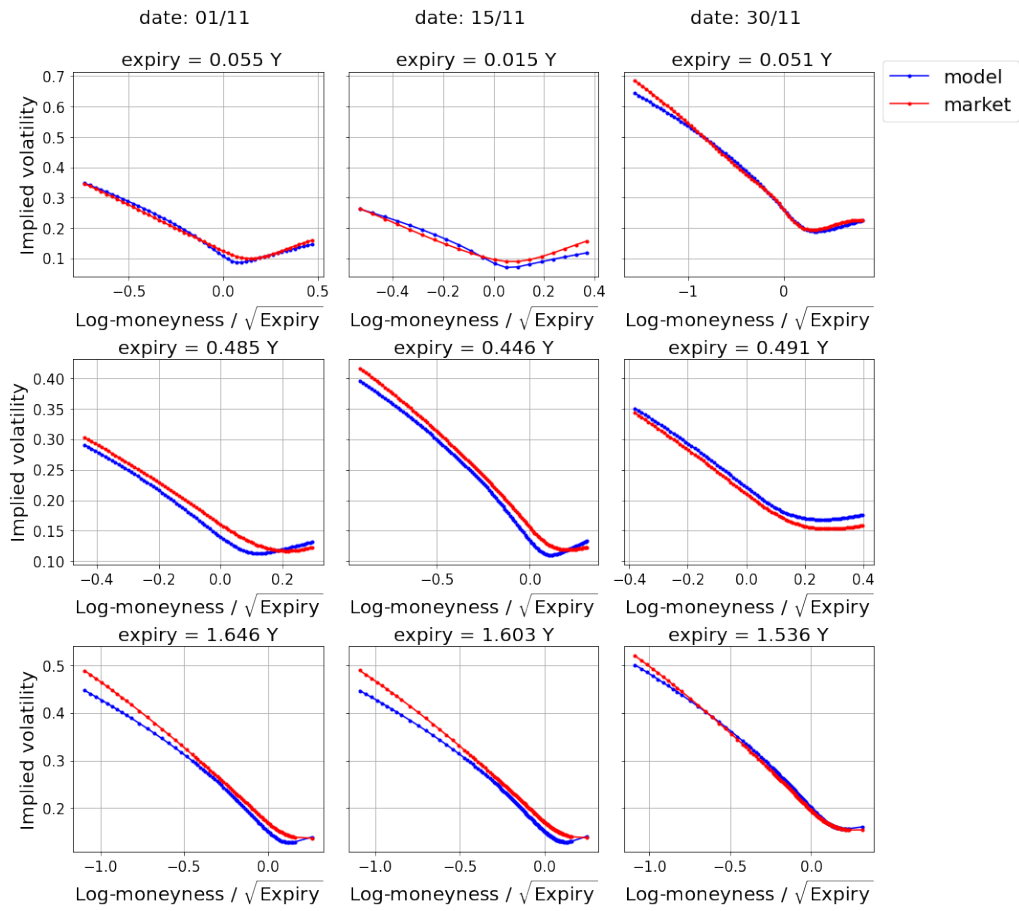 date: 01/11 date: 15/11 date: 30/11
expiry = 0.055 Y expiry = 0.015 Y expiry = 0.051 Y
model
market
Implied volatility
0.7
0.6
0.5
0.4
0.3
0.2
0.1
−0.5 0.0 0.5 −0.4 −0.2 0.0 0.2 0.4 −1 0
Log-moneyness / √Expiry Log-moneyness / √Expiry Log-moneyness / √Expiry
expiry = 0.485 Y expiry = 0.446 Y expiry = 0.491 Y
Implied volatility
0.40
0.35
0.30
0.25
0.20
0.15
0.10
−0.4 −0.2 0.0 0.2 −0.5 0.0 −0.4 −0.2 0.0 0.2 0.4
Log-moneyness / √Expiry Log-moneyness / √Expiry Log-moneyness / √Expiry
expiry = 1.646 Y expiry = 1.603 Y expiry = 1.536 Y
Implied volatility
0.5
0.4
0.3
0.2
−1.0 −0.5 0.0 −1.0 −0.5 0.0 −1.0 −0.5 0.0
Log-moneyness / √Expiry Log-moneyness / √Expiry Log-moneyness / √Expiry